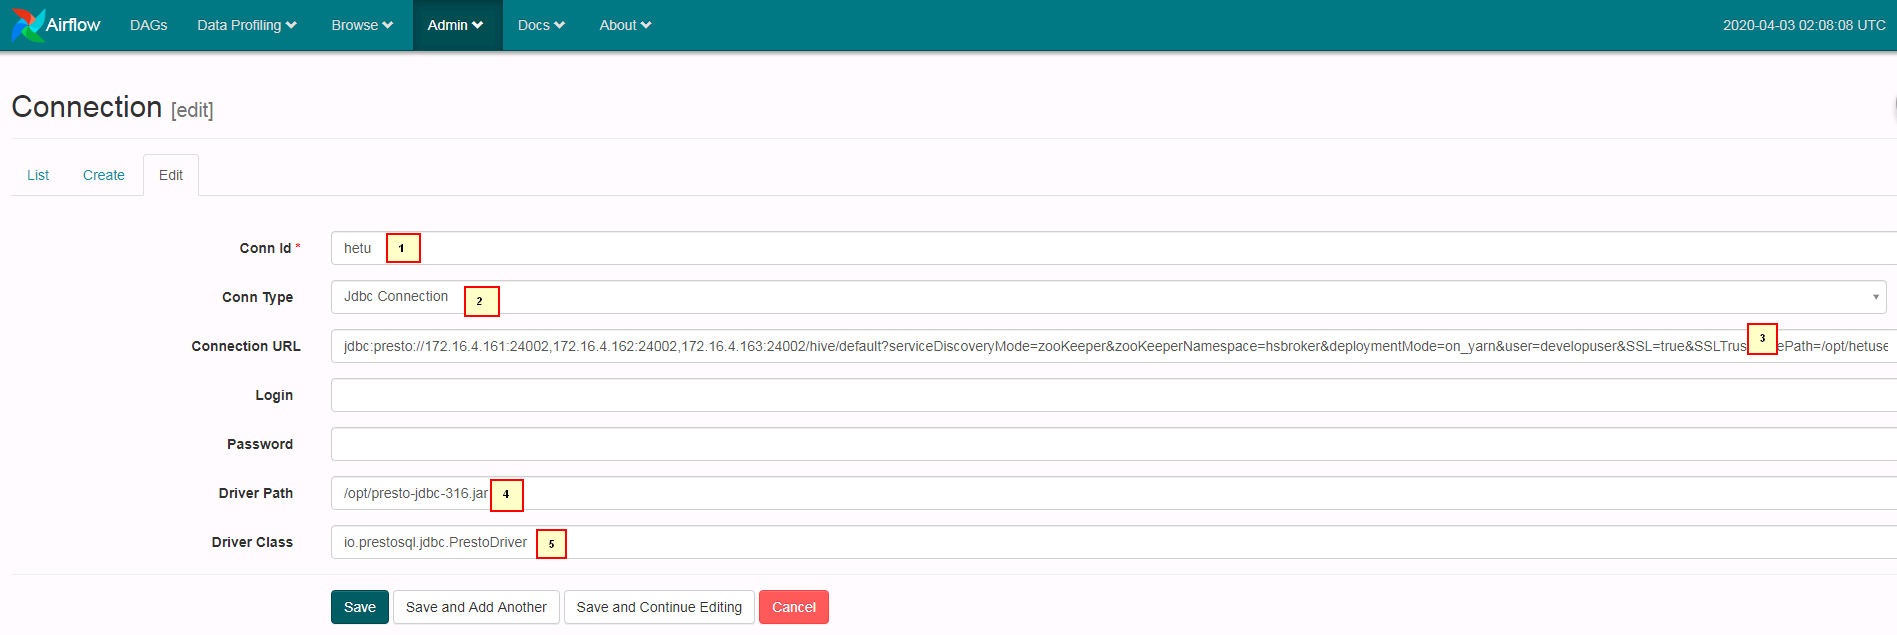 Airflow DAGs Data Profiling Browse Admin Docs About 2020-04-03 02:08:08 UTC
Connection [edit]
List Create Edit
Conn Id * hetu 1
Conn Type Jdbc Connection 2
Connection URL jdbc:presto://172.16.4.161:24002,172.16.4.162:24002,172.16.4.163:24002/hive/default?serviceDiscoveryMode=zooKeeper&zooKeeperNamespace=hsbroker&deploymentMode=on_yarn&user=developuser&SSL=true&SSLTrus 3 ePath=/opt/hetuse
Login
Password
Driver Path /opt/presto-jdbc-316.jar 4
Driver Class io.prestosql.jdbc.PrestoDriver 5
Save Save and Add Another Save and Continue Editing Cancel